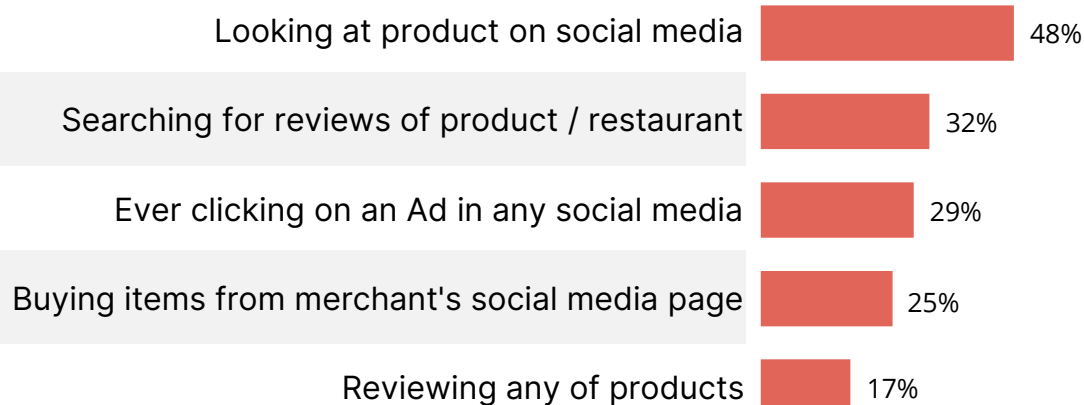 Looking at product on social media 48%
Searching for reviews of product / restaurant 32%
Ever clicking on an Ad in any social media 29%
Buying items from merchant's social media page 25%
Reviewing any of products 17%